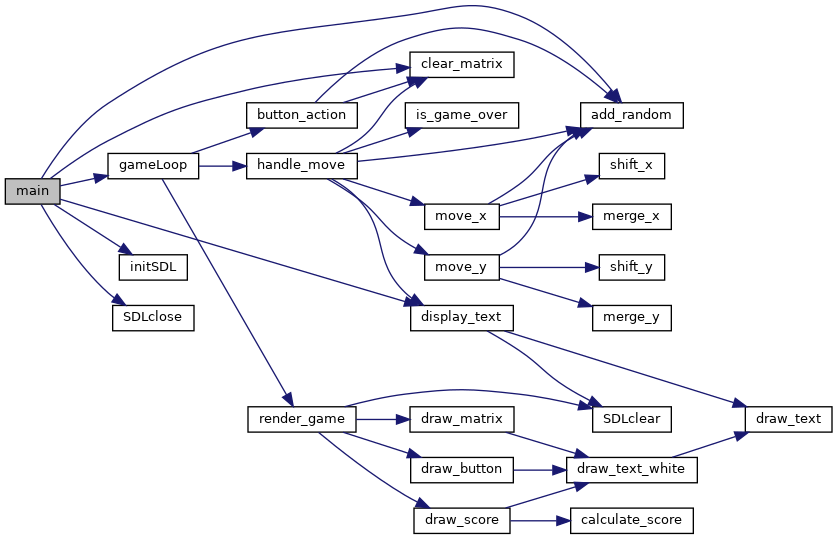 main
gameLoop
initSDL
SDLclose
button_action
handle_move
render_game
clear_matrix
is_game_over
move_x
move_y
display_text
draw_matrix
draw_button
draw_score
add_random
shift_x
merge_x
shift_y
merge_y
SDLclear
draw_text_white
calculate_score
draw_text